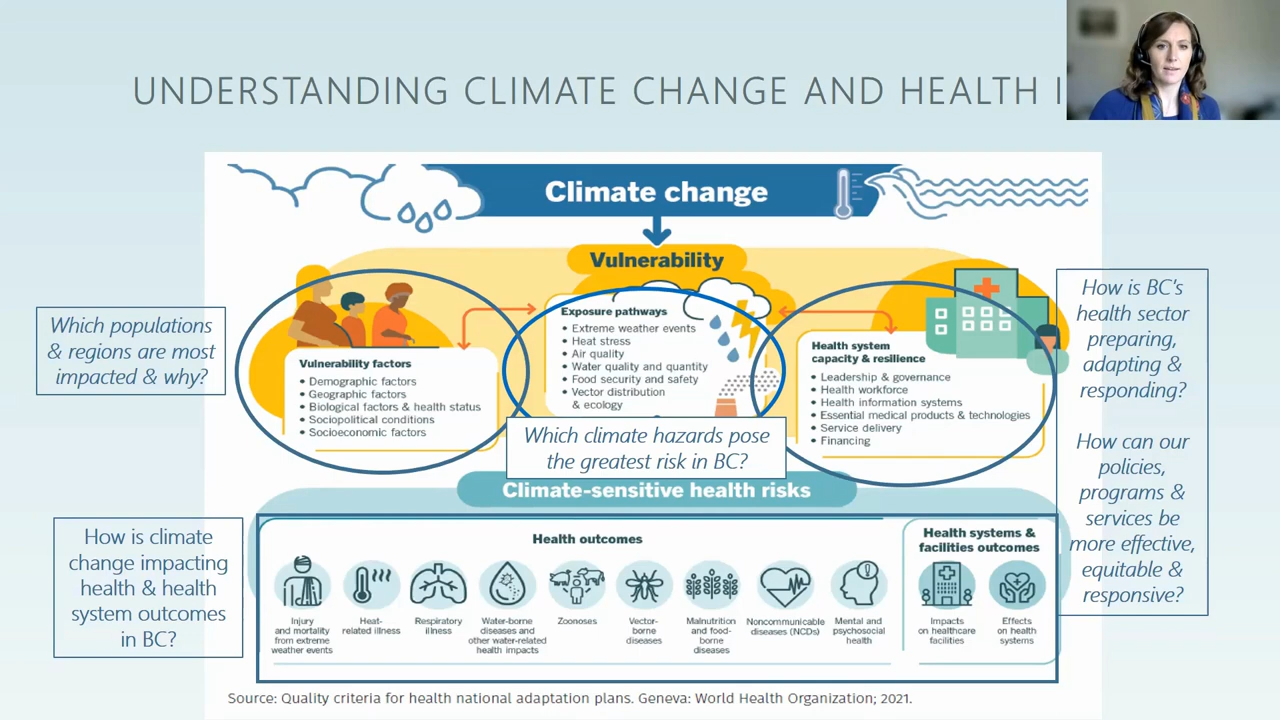 UNDERSTANDING CLIMATE CHANGE AND HEALTH
Climate change
Vulnerability
Which populations
& regions are most
impacted & why?
Vulnerability factors
• Demographic factors
• Geographic factors
• Biological factors & health status
• Sociopolitical conditions
• Socioeconomic factors
Exposure pathways
• Extreme weather events
• Heat stress
• Air quality
• Water quality and quantity
• Food security and safety
• Vector distribution
& ecology
Which climate hazards pose
the greatest risk in BC?
Health system
capacity & resilience
• Leadership & governance
• Health workforce
• Health information systems
• Essential medical products & technologies
• Service delivery
• Financing
How is BC's
health sector
preparing,
adapting &
responding?
How can our
policies,
programs &
services be
more effective,
equitable &
responsive?
Climate-sensitive health risks
How is climate
change impacting
health & health
system outcomes
in BC?
Health outcomes
Injury
and mortality
from extreme
weather events
Heat-
related illness
Respiratory
illness
Water-borne
diseases and
other water-related
health impacts
Zoonoses
Vector-
borne
diseases
Malnutrition
and food-
borne
diseases
Noncommunicable
diseases (NCDs)
Mental and
psychosocial
health
Health systems &
facilities outcomes
Impacts
on healthcare
facilities
Effects
on health
systems
Source: Quality criteria for health national adaptation plans. Geneva: World Health Organization; 2021.